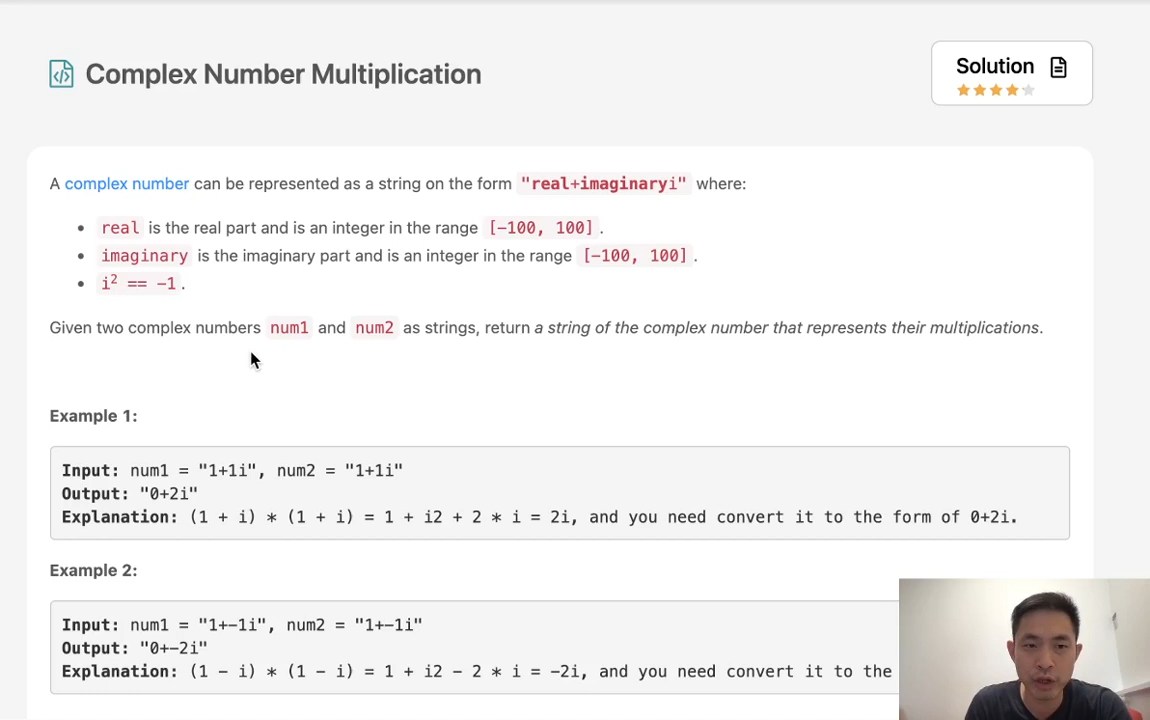 Complex Number Multiplication
Solution
A complex number can be represented as a string on the form "real+imaginaryi" where:
• real is the real part and is an integer in the range [-100, 100].
• imaginary is the imaginary part and is an integer in the range [-100, 100].
• i² == -1.
Given two complex numbers num1 and num2 as strings, return a string of the complex number that represents their multiplications.
Example 1:
Input: num1 = "1+1i", num2 = "1+1i"
Output: "0+2i"
Explanation: (1 + i) * (1 + i) = 1 + i2 + 2 * i = 2i, and you need convert it to the form of 0+2i.
Example 2:
Input: num1 = "1+-1i", num2 = "1+-1i"
Output: "0+-2i"
Explanation: (1 - i) * (1 - i) = 1 + i2 - 2 * i = -2i, and you need convert it to the